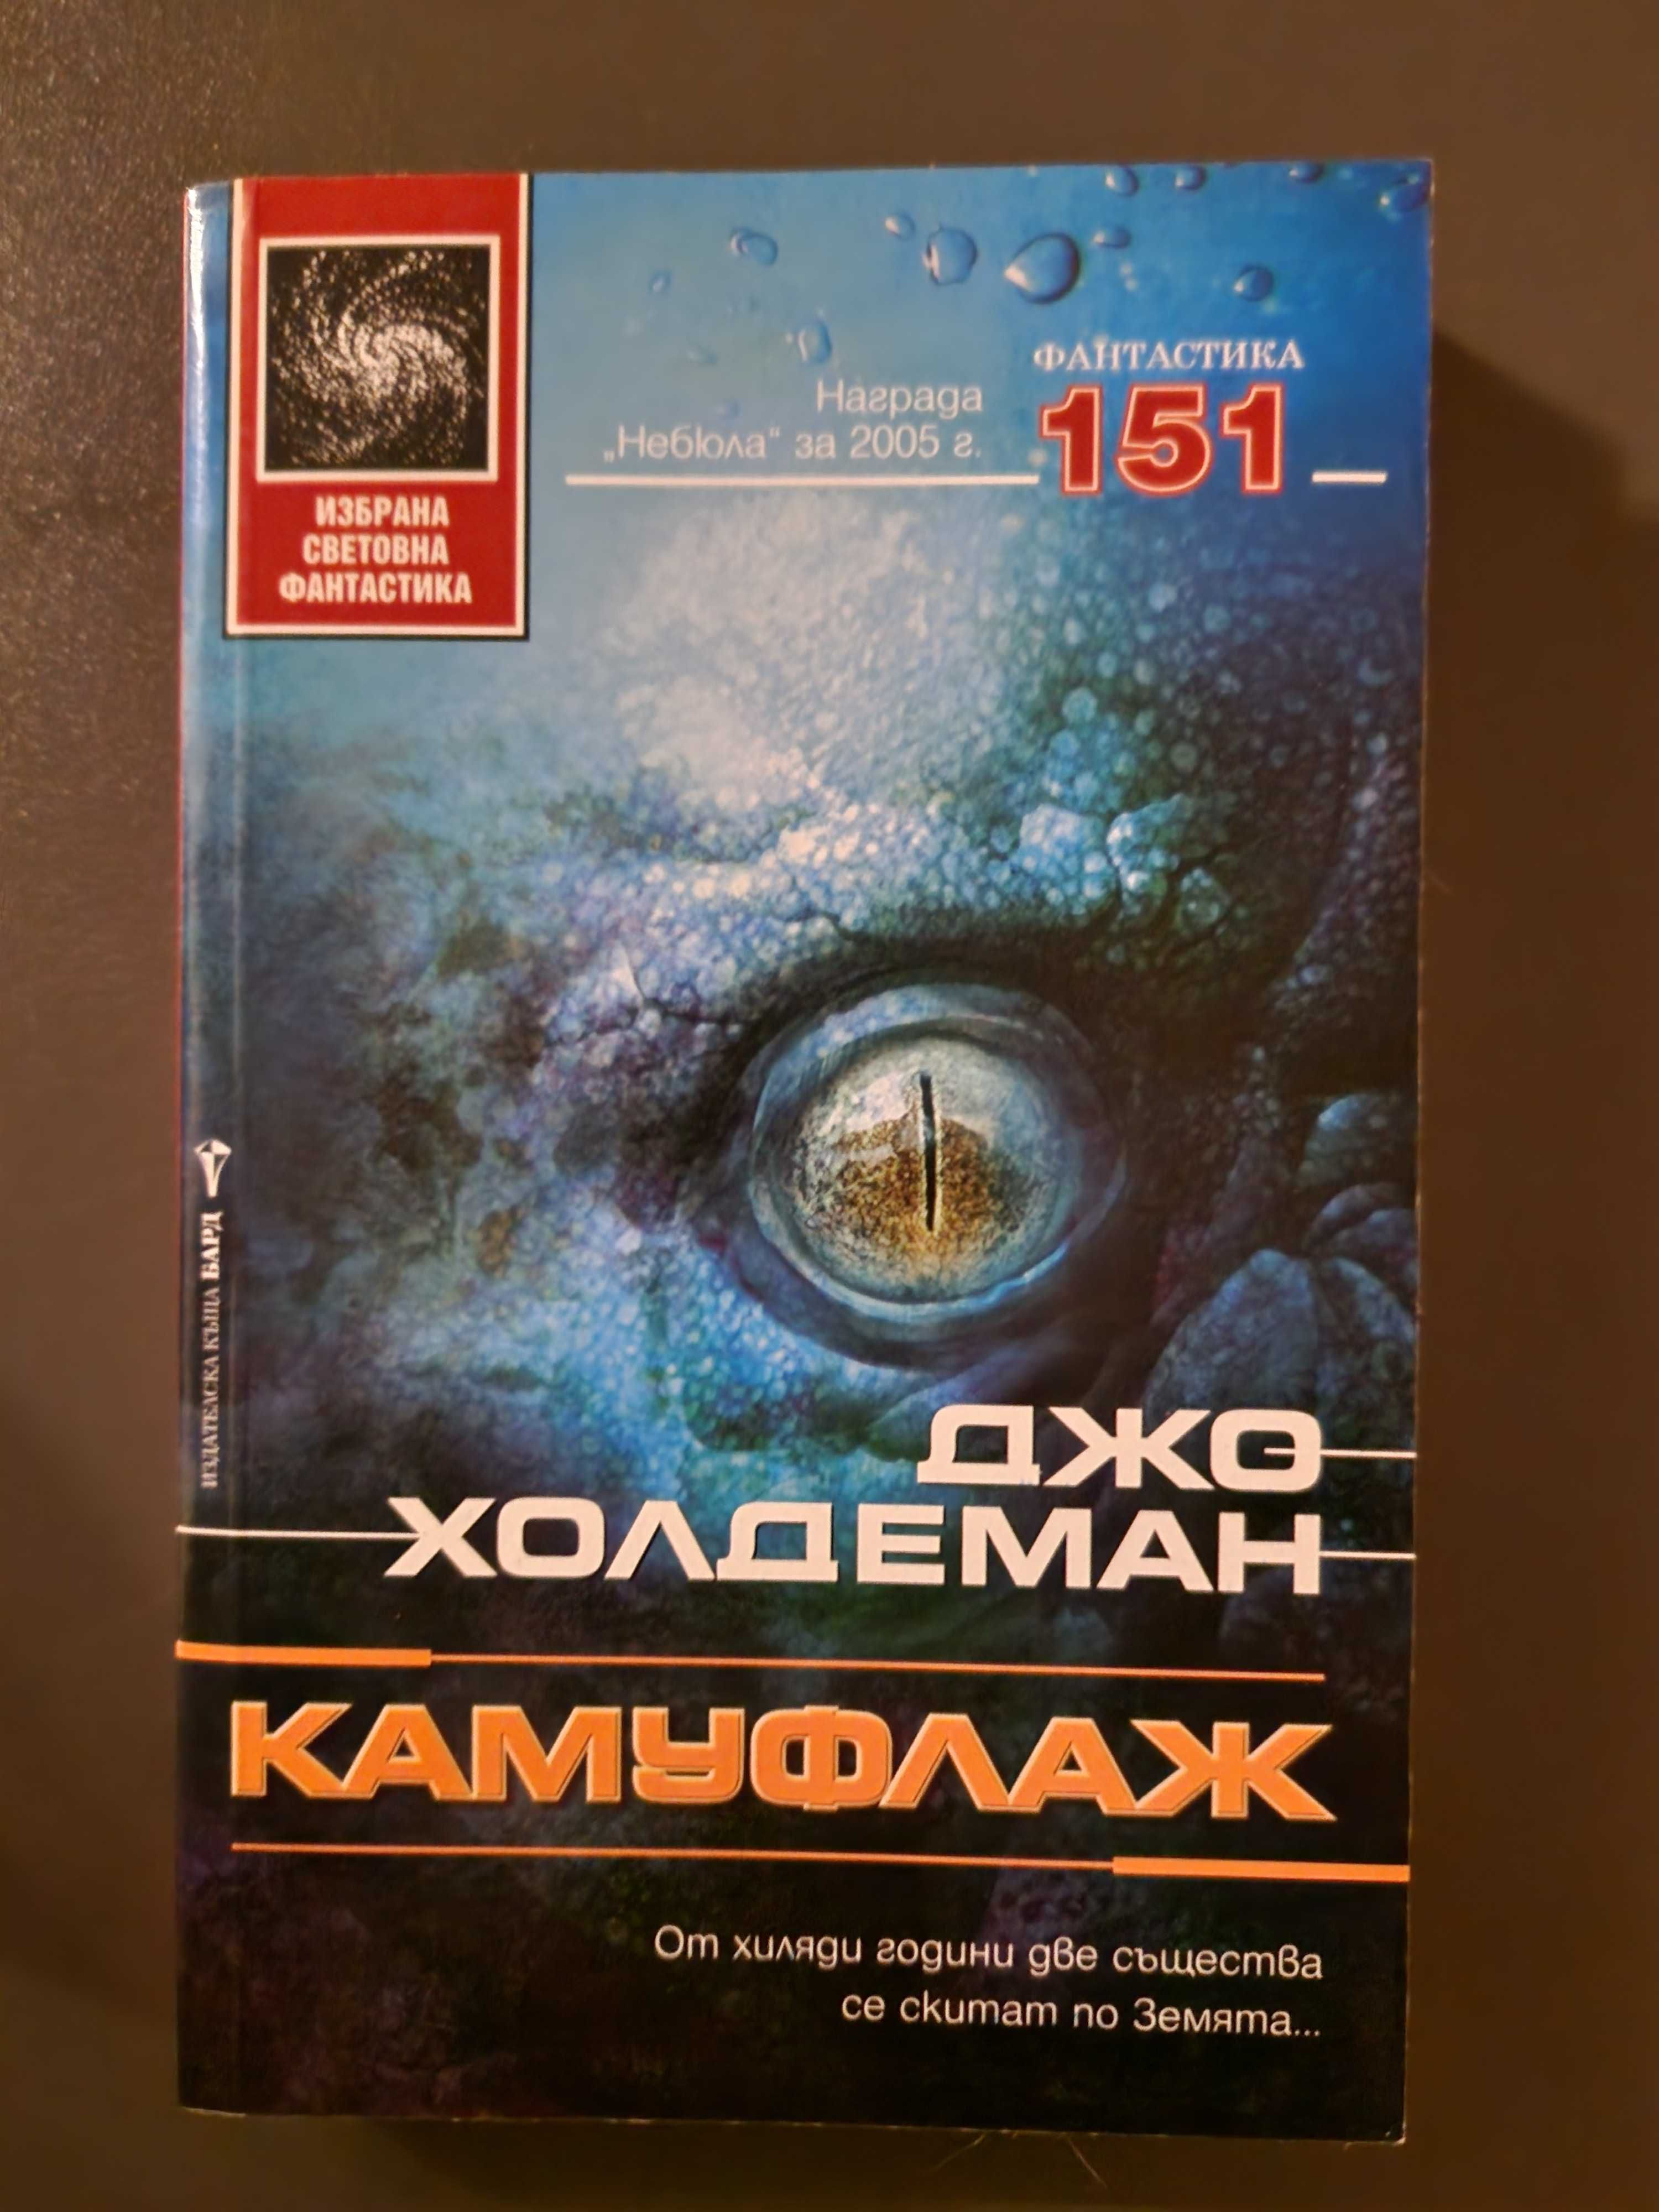 ИЗБРАНА
СВЕТОВНА
ФАНТАСТИКА
Награда
„Небюла“ за 2005 г.
ФАНТАСТИКА
151
ИЗДАТЕЛСКА КЪЩА БАРД
ДЖО
ХОЛДЕМАН
КАМУФЛАЖ
От хиляди години две същества
се скитат по Земята...